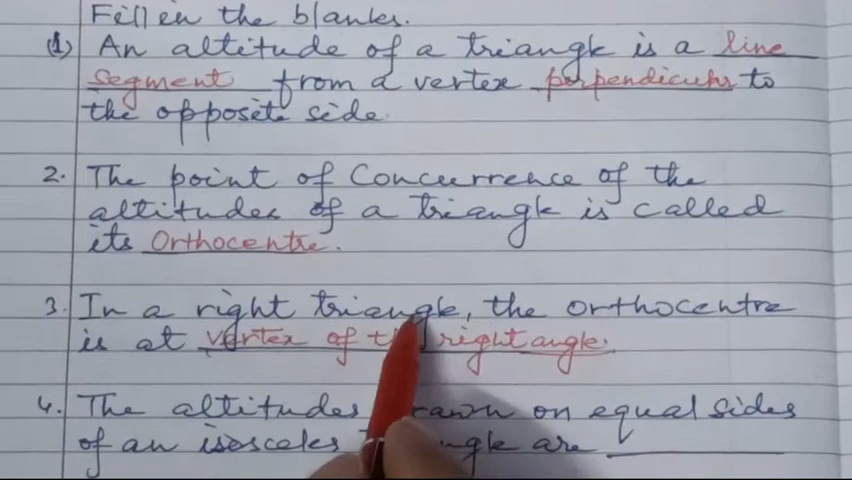 Fill in the blanks.
(1) An altitude of a triangle is a line
segment from a vertex perpendicular to
the opposite side.
2. The point of Concurrence of the
altitudes of a triangle is called
its Orthocentre.
3. In a right triangle, the orthocentre
is at vertex of the right angle.
4. The altitudes drawn on equal sides
of an isosceles are